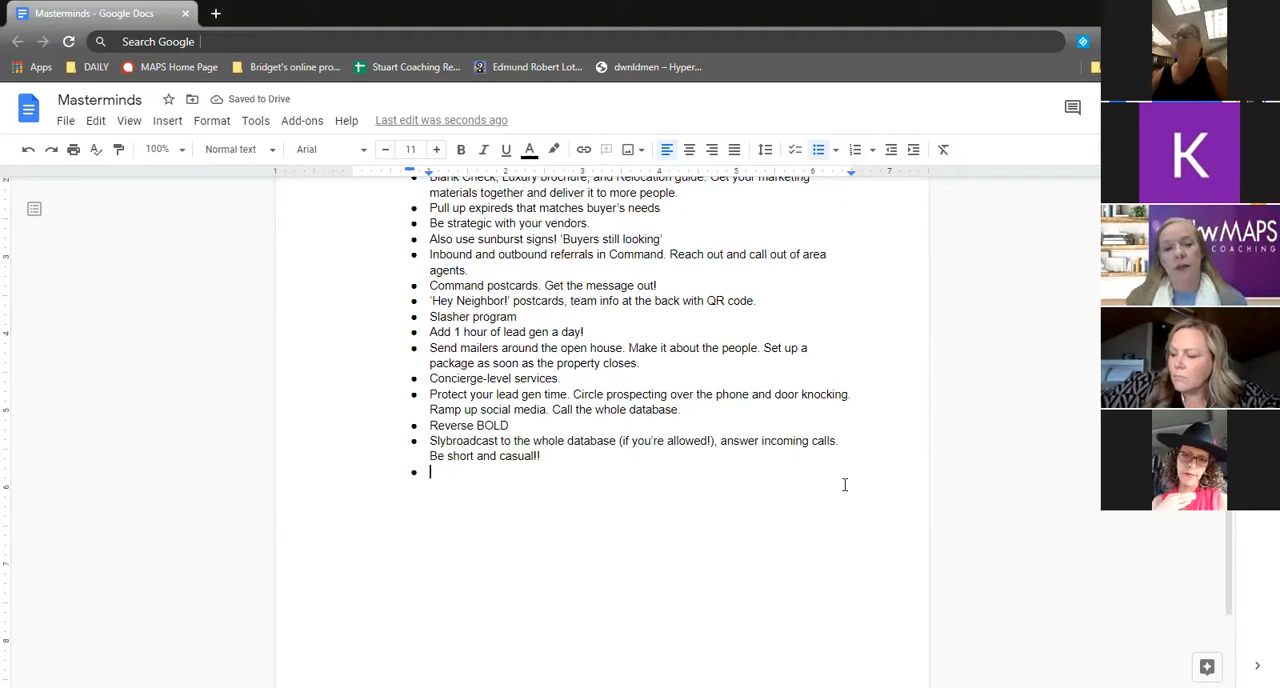 Masterminds - Google Docs
Search Google
Apps DAILY MAPS Home Page Bridget's online pro... Stuart Coaching Re... Edmund Robert Lot... dwnldmen – Hyper...
Masterminds Saved to Drive
File Edit View Insert Format Tools Add-ons Help Last edit was seconds ago
100% Normal text Arial 11
1 1 2 3 4 5 6 7
Blank Check, Luxury brochure, and Relocation guide. Get your marketing
materials together and deliver it to more people.
Pull up expireds that matches buyer's needs
Be strategic with your vendors.
Also use sunburst signs! 'Buyers still looking'
Inbound and outbound referrals in Command. Reach out and call out of area
agents.
Command postcards. Get the message out!
'Hey Neighbor!' postcards, team info at the back with QR code.
Slasher program
Add 1 hour of lead gen a day!
Send mailers around the open house. Make it about the people. Set up a
package as soon as the property closes.
Concierge-level services.
Protect your lead gen time. Circle prospecting over the phone and door knocking.
Ramp up social media. Call the whole database.
Reverse BOLD
Slybroadcast to the whole database (if you're allowed!), answer incoming calls.
Be short and casual!!
K
MAPS
COACHING